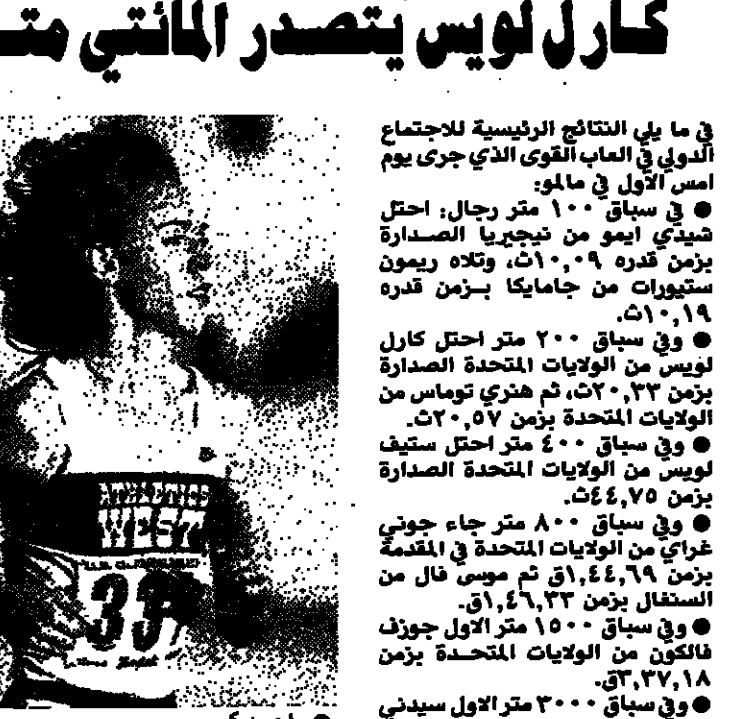 كارل لويس يتصدر المائتي
في ما يلي النتائج الرئيسية للاجتماع
الدولي في العاب القوى الذي جرى يوم
امس الأول في مالمو:
● في سباق ١٠٠ متر رجال: احتل
شيدي ايمو من نيجيريا الصدارة
بزمن قدره ١٠,٠٩ث، وتلاه ريمون
ستيورات من جامايكا بزمن قدره
١٠,١٩ث.
● وفي سباق ٢٠٠ متر احتل كارل
لويس من الولايات المتحدة الصدارة
بزمن ٢٠,٣٣ث، ثم هنري توماس من
الولايات المتحدة بزمن ٢٠,٥٧ث.
● وفي سباق ٤٠٠ متر احتل ستيف
لويس من الولايات المتحدة الصدارة
بزمن ٤٤,٧٥ث.
● وفي سباق ٨٠٠ متر جاء جوني
غراي من الولايات المتحدة في المقدمة
بزمن ١,٤٤,٦٩ق ثم موسى فال من
السنغال بزمن ١,٤٦,٣٣ق.
● وفي سباق ١٥٠٠ متر الاول جوزف
فالكون من الولايات المتحدة بزمن
٣,٣٧,١٨ق.
● وفي سباق ٣٠٠٠ متر الاول سيدني
33